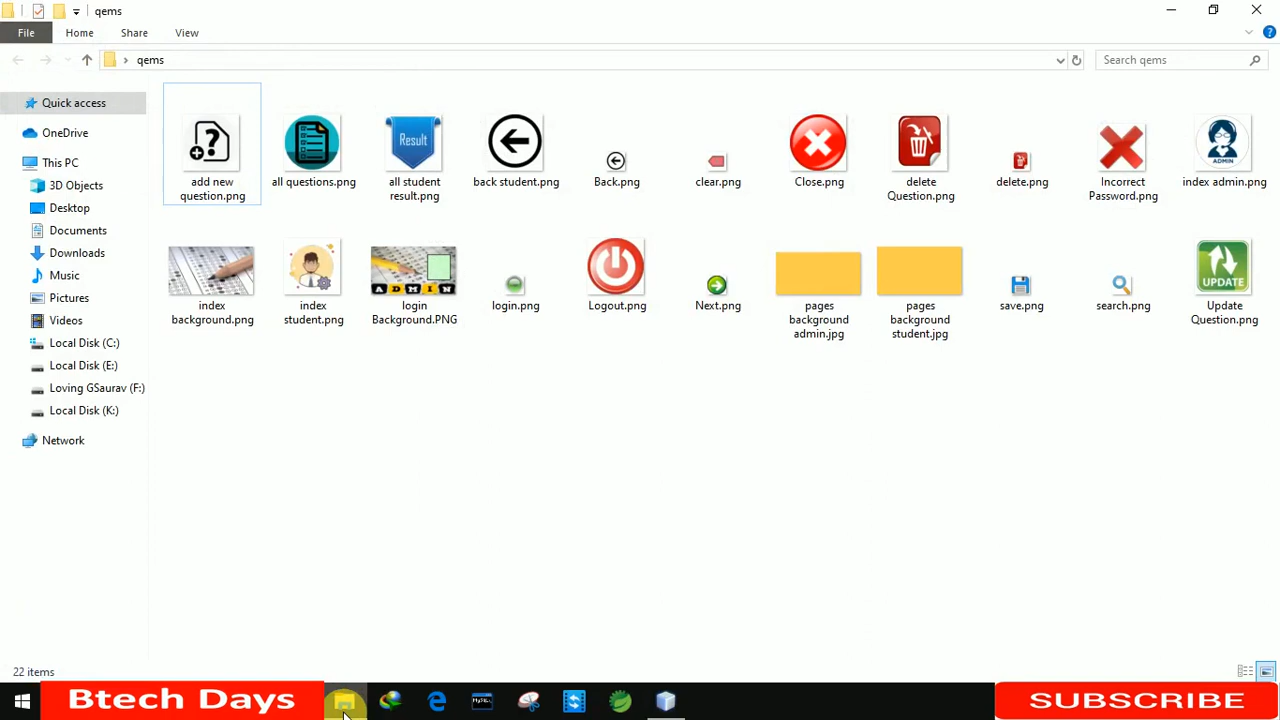 qems
File Home Share View
qems
Search qems
Quick access
OneDrive
This PC
3D Objects
Desktop
Documents
Downloads
Music
Pictures
Videos
Local Disk (C:)
Local Disk (E:)
Loving GSaurav (F:)
Local Disk (K:)
Network
add new
question.png
all questions.png
Result
all student
result.png
back student.png
Back.png
clear.png
Close.png
delete
Question.png
delete.png
Incorrect
Password.png
ADMIN
index admin.png
index
background.png
index
student.png
ADMIN
login
Background.PNG
login.png
Logout.png
Next.png
pages
background
admin.jpg
pages
background
student.jpg
save.png
search.png
UPDATE
Update
Question.png
22 items
Btech Days
MySQL
SUBSCRIBE